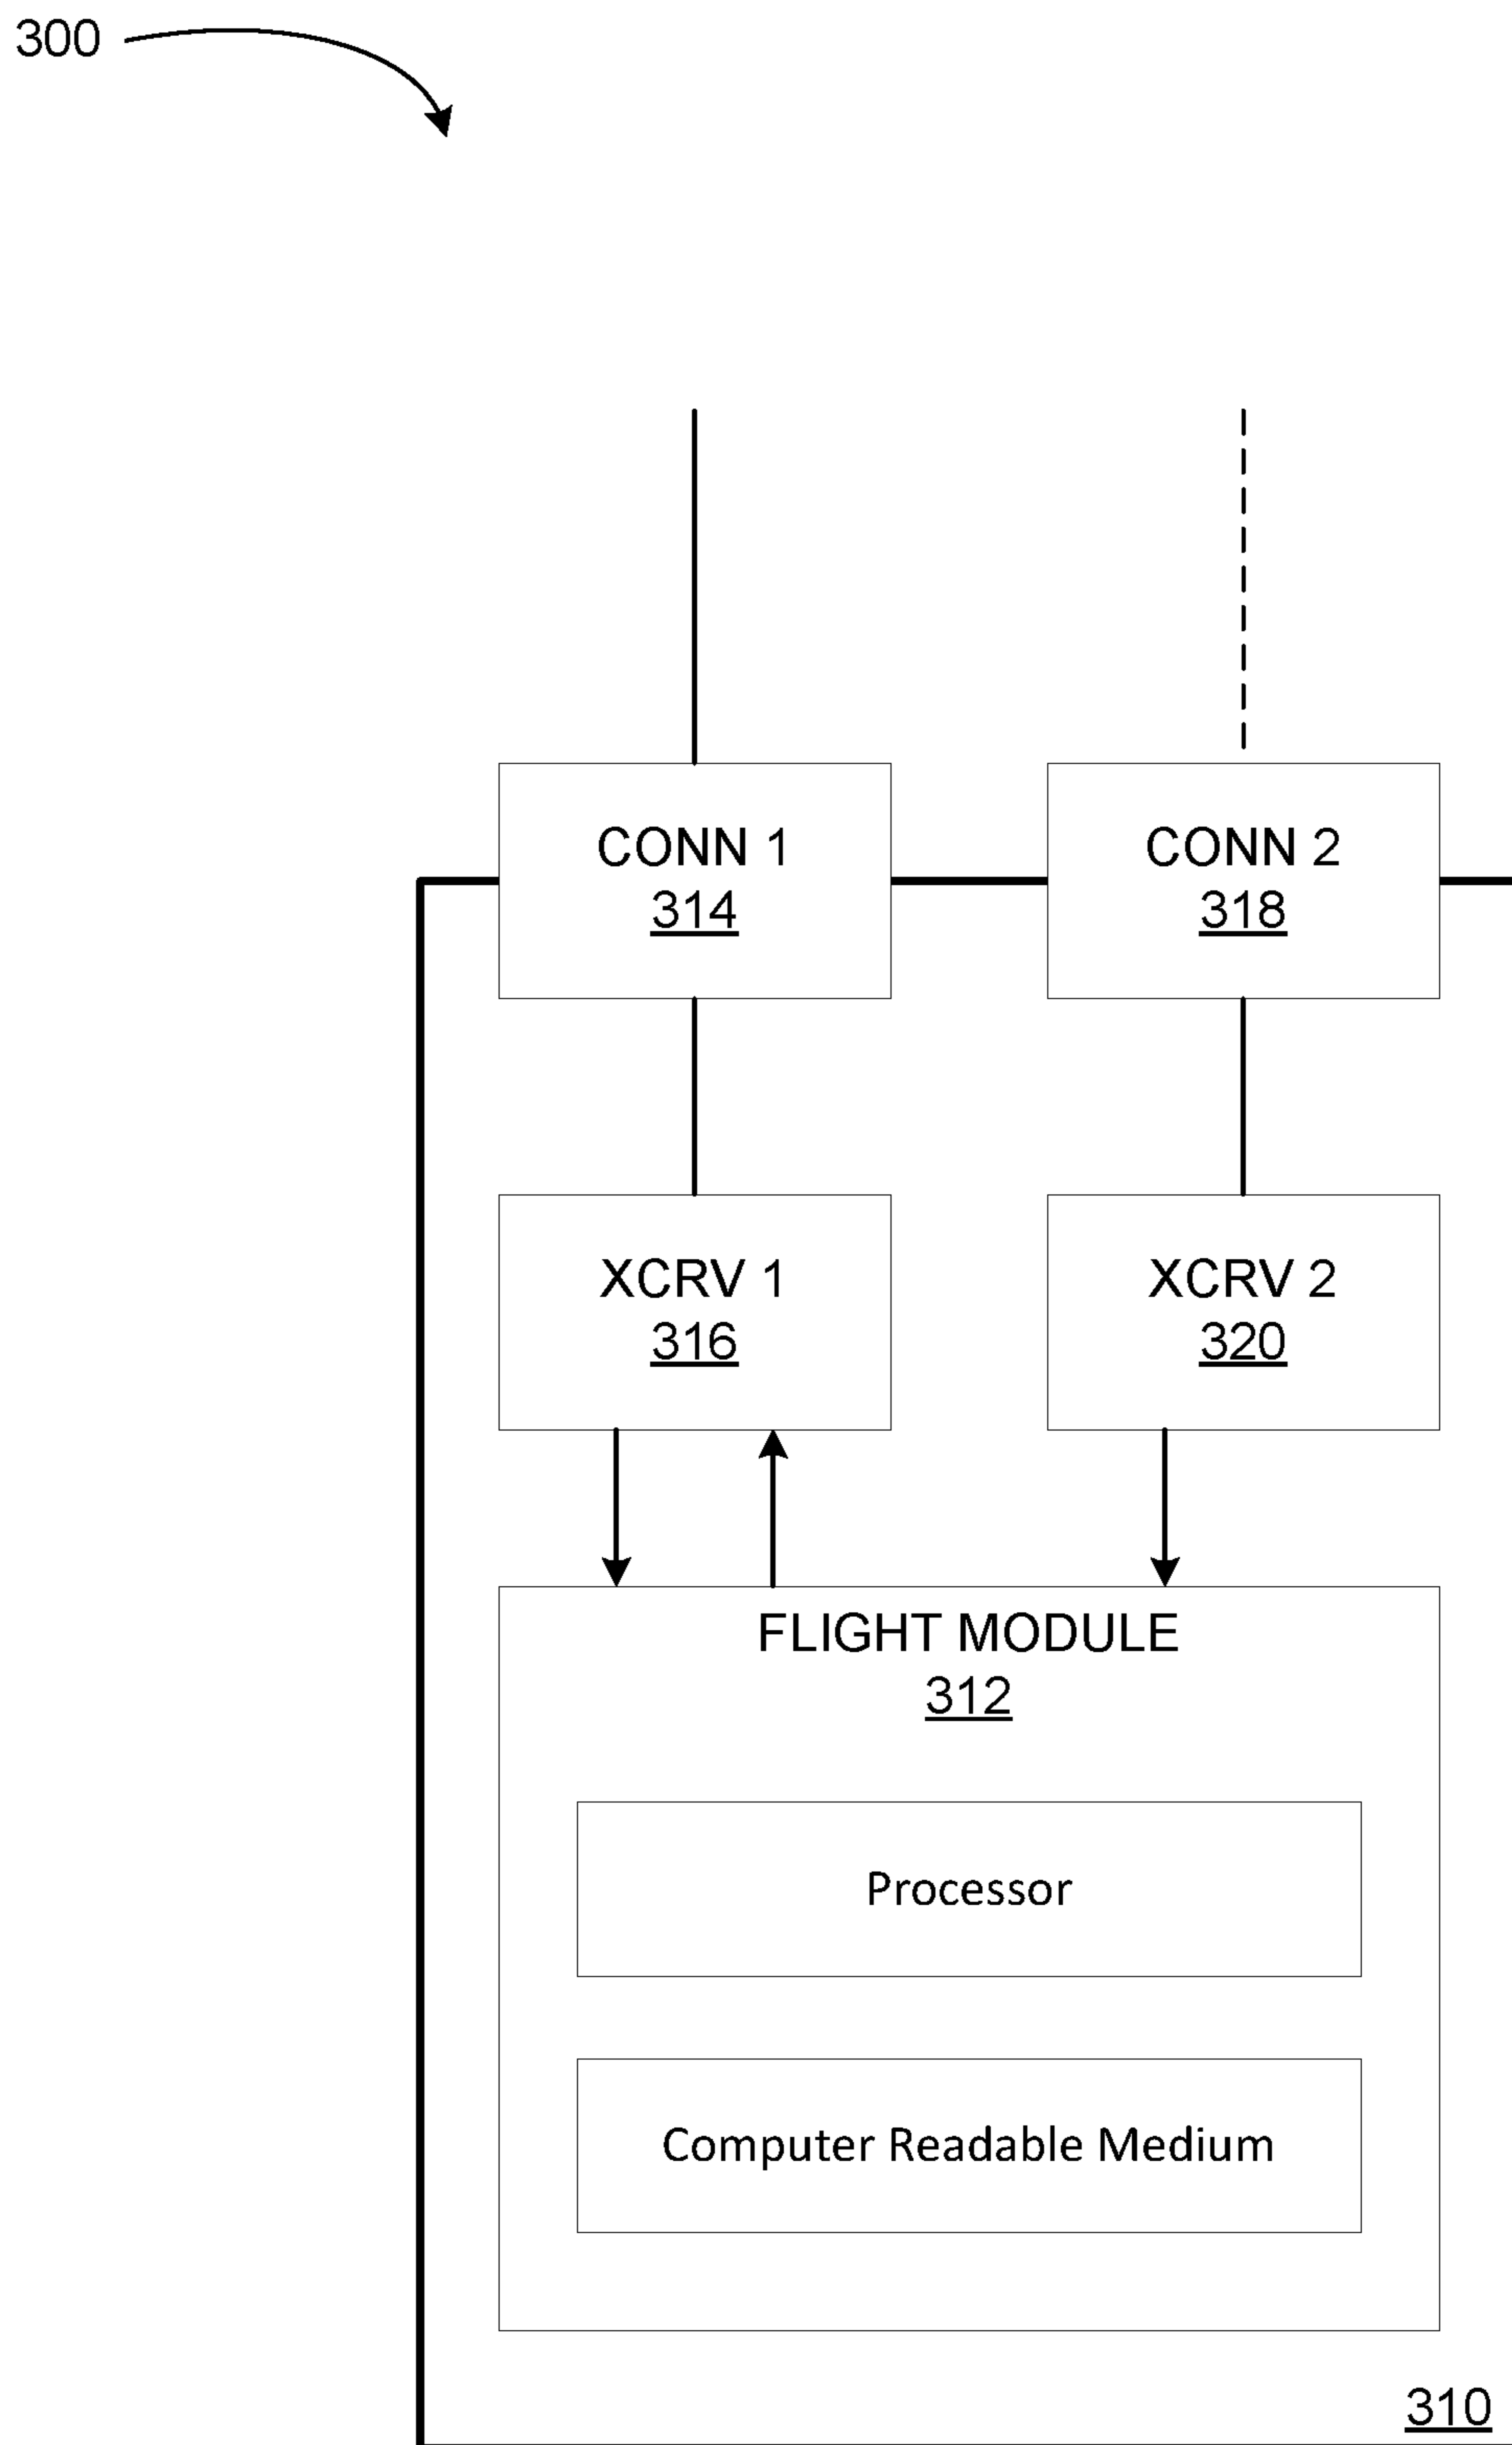 300
CONN 1
314
CONN 2
318
XCRV 1
316
XCRV 2
320
FLIGHT MODULE
312
Processor
Computer Readable Medium
310